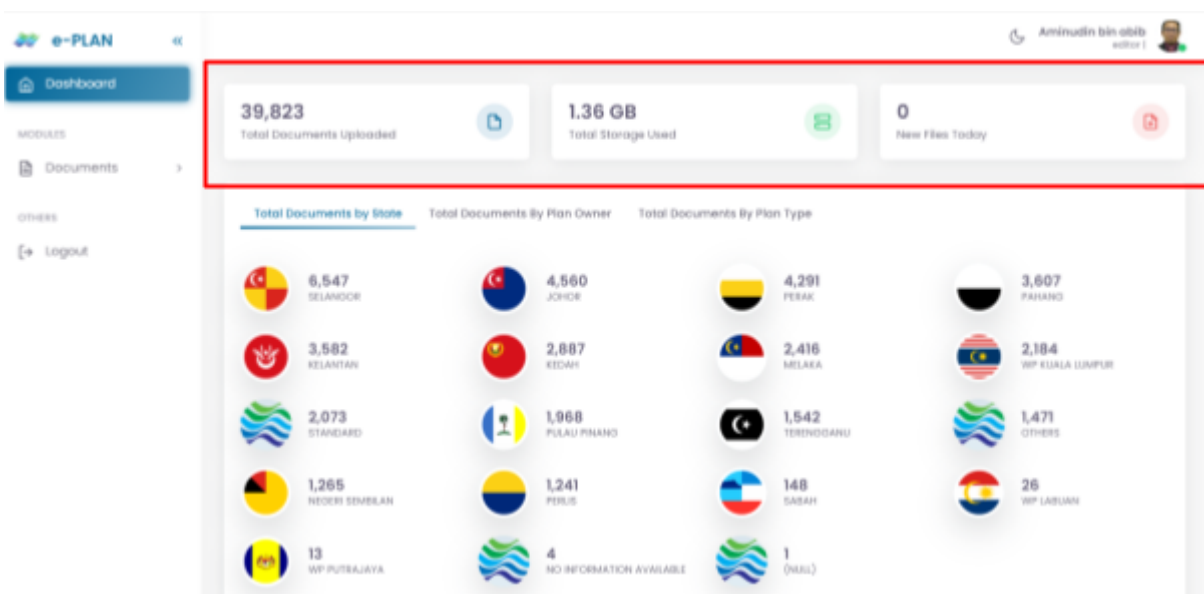 e-PLAN «
Aminudin bin abib
editor |
Dashboard
MODULES
Documents >
OTHERS
Logout
39,823
Total Documents Uploaded
1.36 GB
Total Storage Used
0
New Files Today
Total Documents by State Total Documents By Plan Owner Total Documents By Plan Type
6,547
SELANGOR
4,560
JOHOR
4,291
PERAK
3,607
PAHANG
3,582
KELANTAN
2,887
KEDAH
2,416
MELAKA
2,184
WP KUALA LUMPUR
2,073
STANDARD
1,968
PULAU PINANG
1,542
TERENGGANU
1,471
OTHERS
1,265
NEGERI SEMBILAN
1,241
PERLIS
148
SABAH
26
WP LABUAN
13
WP PUTRAJAYA
4
NO INFORMATION AVAILABLE
1
(NULL)